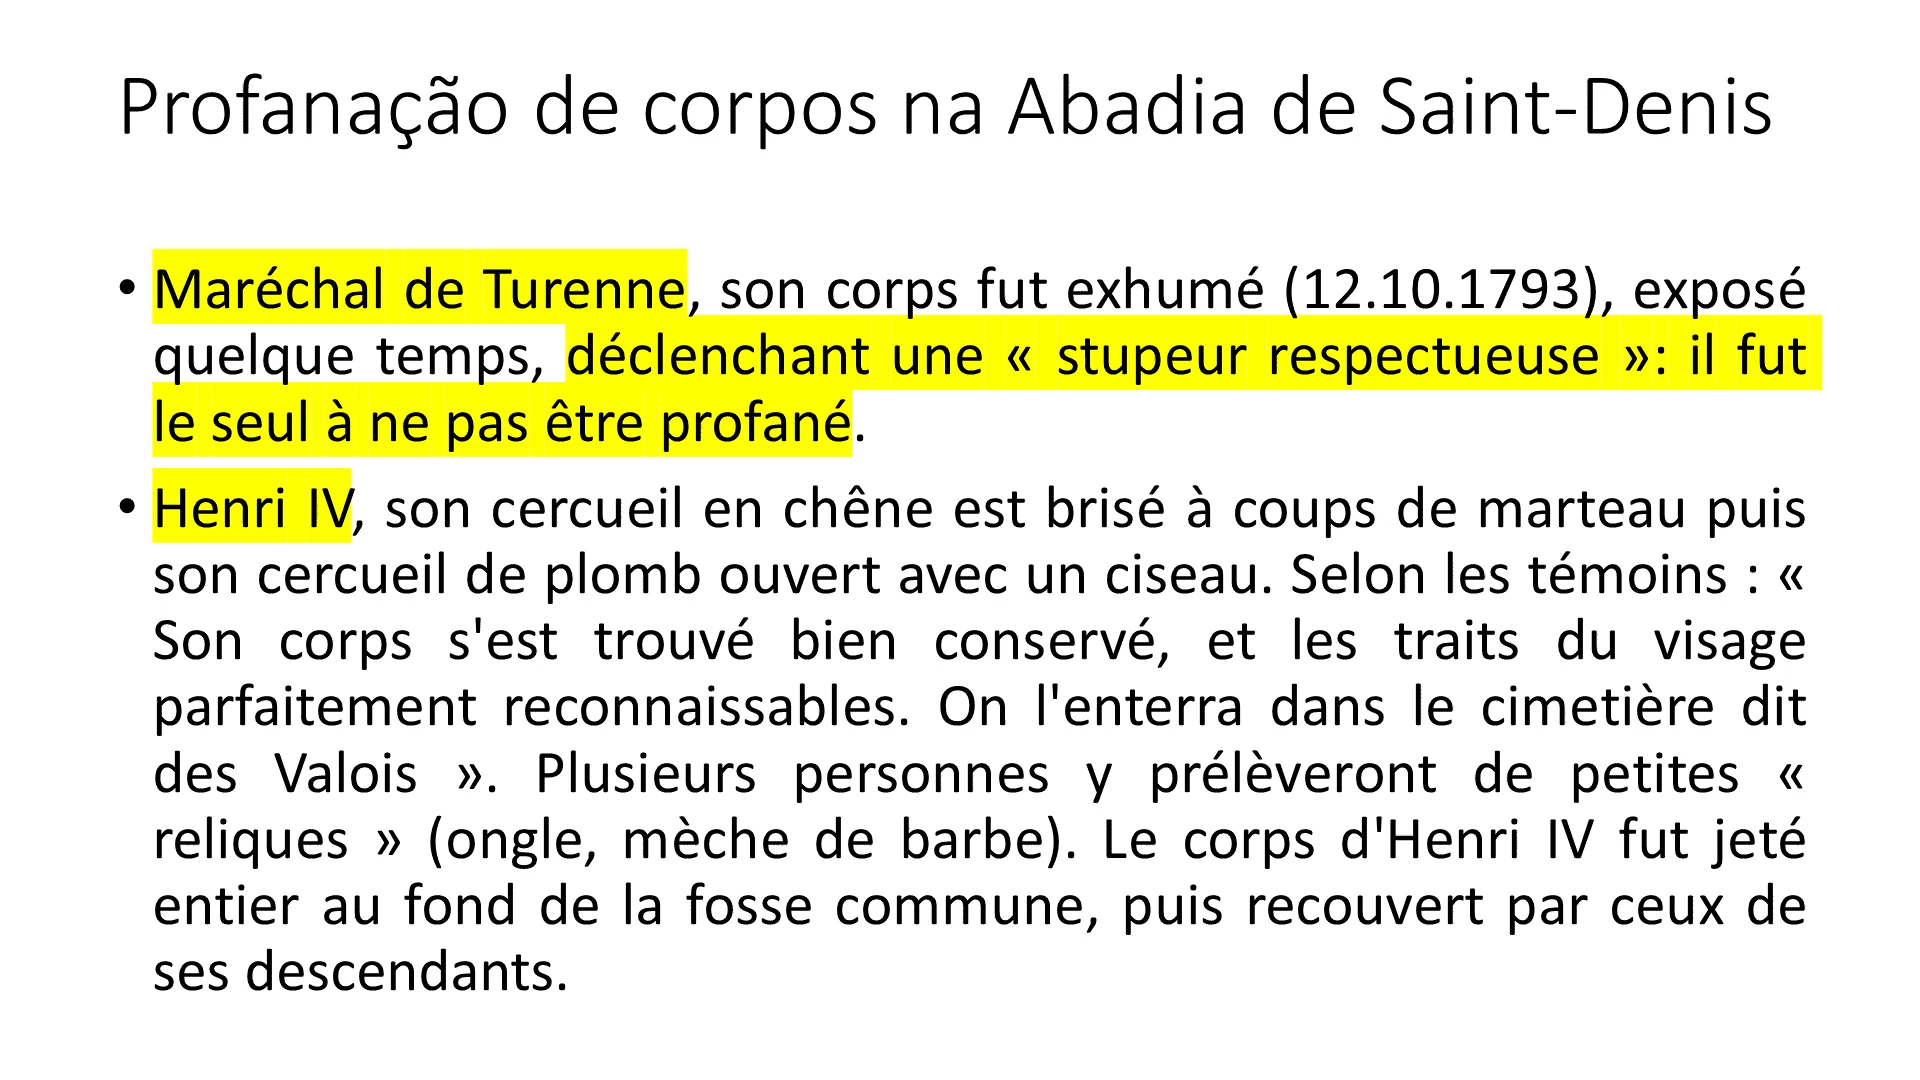 Profanação de corpos na Abadia de Saint-Denis
• Maréchal de Turenne, son corps fut exhumé (12.10.1793), exposé
quelque temps, déclenchant une « stupeur respectueuse »: il fut
le seul à ne pas être profané.
• Henri IV, son cercueil en chêne est brisé à coups de marteau puis
son cercueil de plomb ouvert avec un ciseau. Selon les témoins : «
Son corps s'est trouvé bien conservé, et les traits du visage
parfaitement reconnaissables. On l'enterra dans le cimetière dit
des Valois ». Plusieurs personnes y prélèveront de petites «
reliques » (ongle, mèche de barbe). Le corps d'Henri IV fut jeté
entier au fond de la fosse commune, puis recouvert par ceux de
ses descendants.